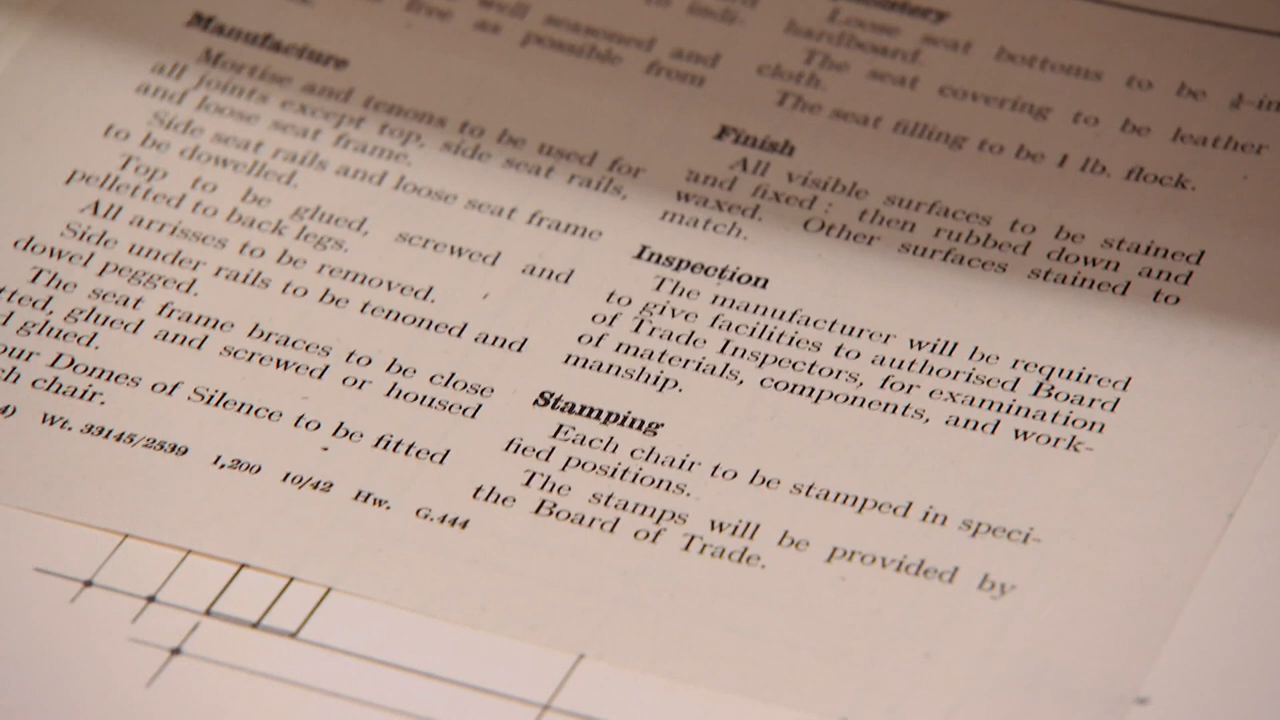 well seasoned and
free as possible from
Manufacture
Mortise and tenons to be used for
all joints except top, side seat rails,
and loose seat frame.
Side seat rails and loose seat frame
to be dowelled.
Top to be glued, screwed and
pelletted to back legs.
All arrisses to be removed.
Side under rails to be tenoned and
dowel pegged.
The seat frame braces to be close
tted, glued and screwed or housed
d glued.
our Domes of Silence to be fitted
ch chair.
4) Wt. 33145/2539 1,200 10/42 Hw. G.444
Loose seat bottoms to be ⅛-in
hardboard.
The seat covering to be leather
cloth.
The seat filling to be 1 lb. flock.
Finish
All visible surfaces to be stained
and fixed : then rubbed down and
waxed. Other surfaces stained to
match.
Inspection
The manufacturer will be required
to give facilities to authorised Board
of Trade Inspectors, for examination
of materials, components, and work-
manship.
Stamping
Each chair to be stamped in speci-
fied positions.
The stamps will be provided by
the Board of Trade.